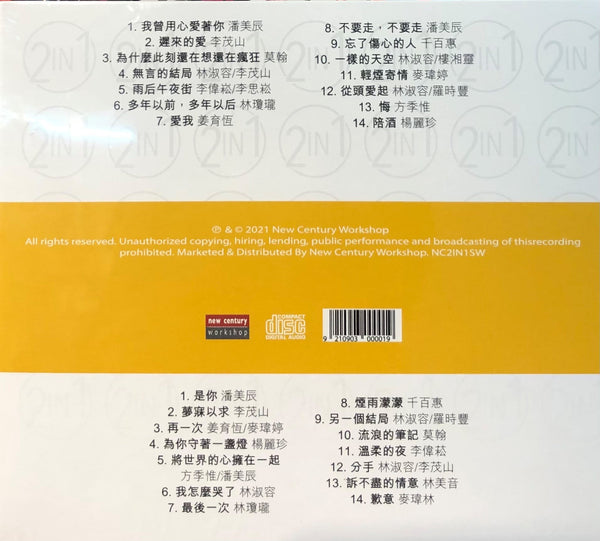 1. 我曾用心愛著你 潘美辰
2. 遲來的愛 李茂山
3. 為什麼此刻還在想還在瘋狂 莫翰
4. 無言的結局 林淑容/李茂山
5. 雨后午夜街 李偉崧/李思崧
6. 多年以前，多年以后 林瓊瓏
7. 愛我 姜育恆
8. 不要走，不要走 潘美辰
9. 忘了傷心的人 千百惠
10. 一樣的天空 林淑容/樓湘靈
11. 輕煙寄情 麥瑋婷
12. 從頭愛起 林淑容/羅時豐
13. 悔 方季惟
14. 陪酒 楊麗珍
℗ & © 2021 New Century Workshop
All rights reserved. Unauthorized copying, hiring, lending, public performance and broadcasting of thisrecording
prohibited. Marketed & Distributed By New Century Workshop. NC2IN1SW
new century
workshop
COMPACT
disc
DIGITAL AUDIO
9 210903 000019
1. 是你 潘美辰
2. 夢寐以求 李茂山
3. 再一次 姜育恆/麥瑋婷
4. 為你守著一盞燈 楊麗珍
5. 將世界的心擁在一起
方季惟/潘美辰
6. 我怎麼哭了 林淑容
7. 最後一次 林瓊瓏
8. 煙雨濛濛 千百惠
9. 另一個結局 林淑容/羅時豐
10. 流浪的筆記 莫翰
11. 溫柔的夜 李偉菘
12. 分手 林淑容/李茂山
13. 訴不盡的情意 林美音
14. 歉意 麥瑋林